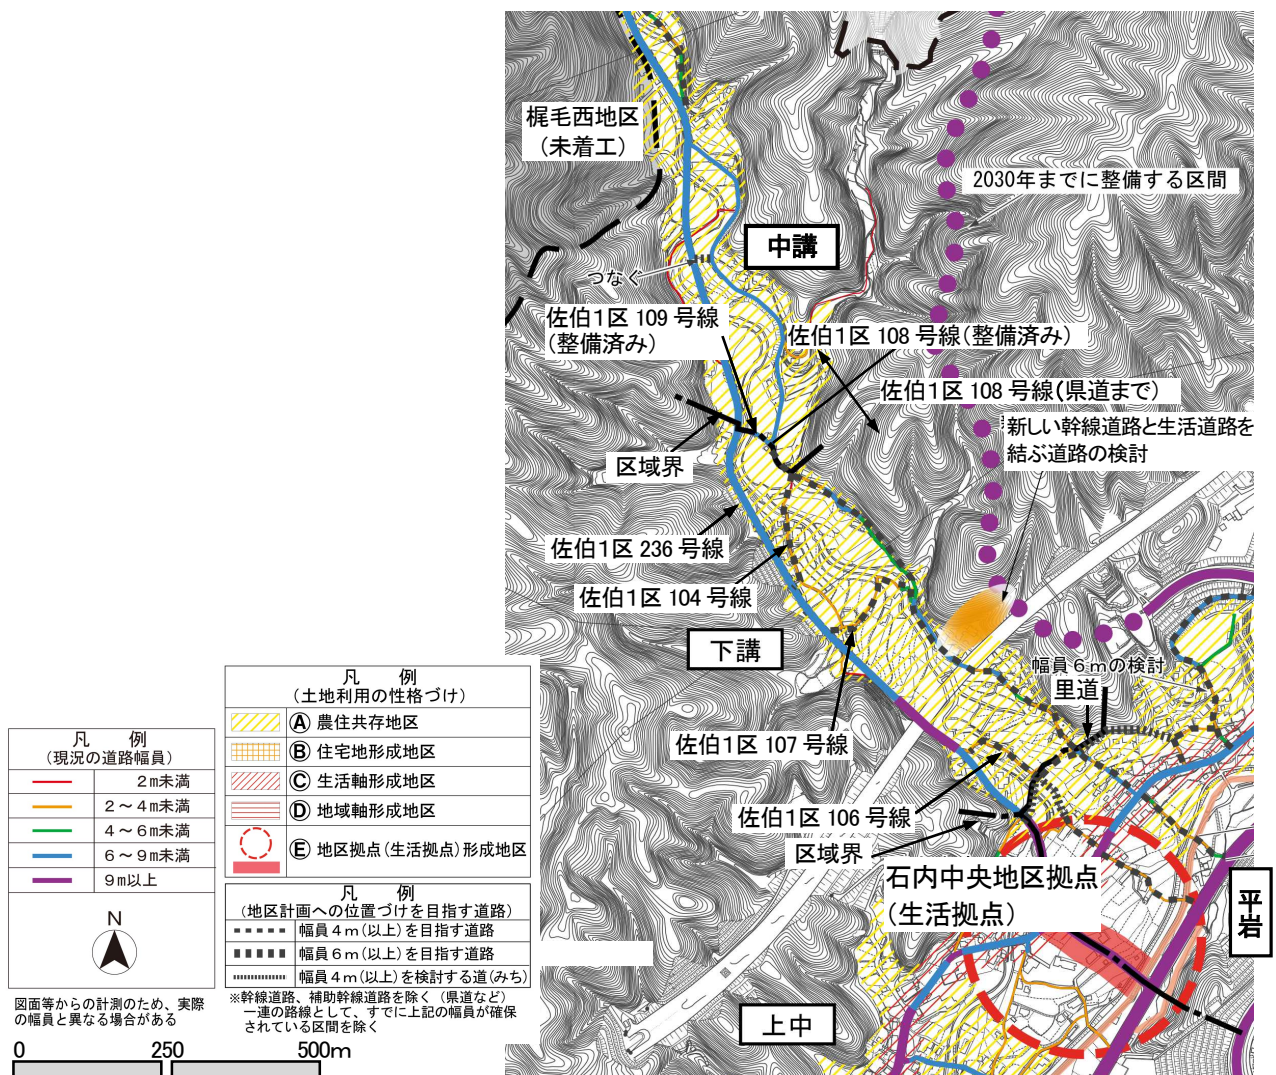 梶毛西地区
（未着工）
2030年までに整備する区間
中講
つなぐ
佐伯1区 109 号線
（整備済み）
佐伯1区 108 号線（整備済み）
佐伯1区 108 号線（県道まで）
新しい幹線道路と生活道路を
結ぶ道路の検討
区域界
佐伯1区 236 号線
佐伯1区 104 号線
下講
幅員6mの検討
里道
佐伯1区 107 号線
佐伯1区 106 号線
区域界
石内中央地区拠点
（生活拠点）
平岩
上中
凡　例
（土地利用の性格づけ）
Ⓐ 農住共存地区
Ⓑ 住宅地形成地区
Ⓒ 生活軸形成地区
Ⓓ 地域軸形成地区
Ⓔ 地区拠点（生活拠点）形成地区
凡　例
（現況の道路幅員）
2m未満
2～4m未満
4～6m未満
6～9m未満
9m以上
N
凡　例
（地区計画への位置づけを目指す道路）
幅員4m（以上）を目指す道路
幅員6m（以上）を目指す道路
幅員4m（以上）を検討する道（みち）
※幹線道路、補助幹線道路を除く（県道など）
一連の路線として、すでに上記の幅員が確保
されている区間を除く
図面等からの計測のため、実際
の幅員と異なる場合がある
0 250 500m